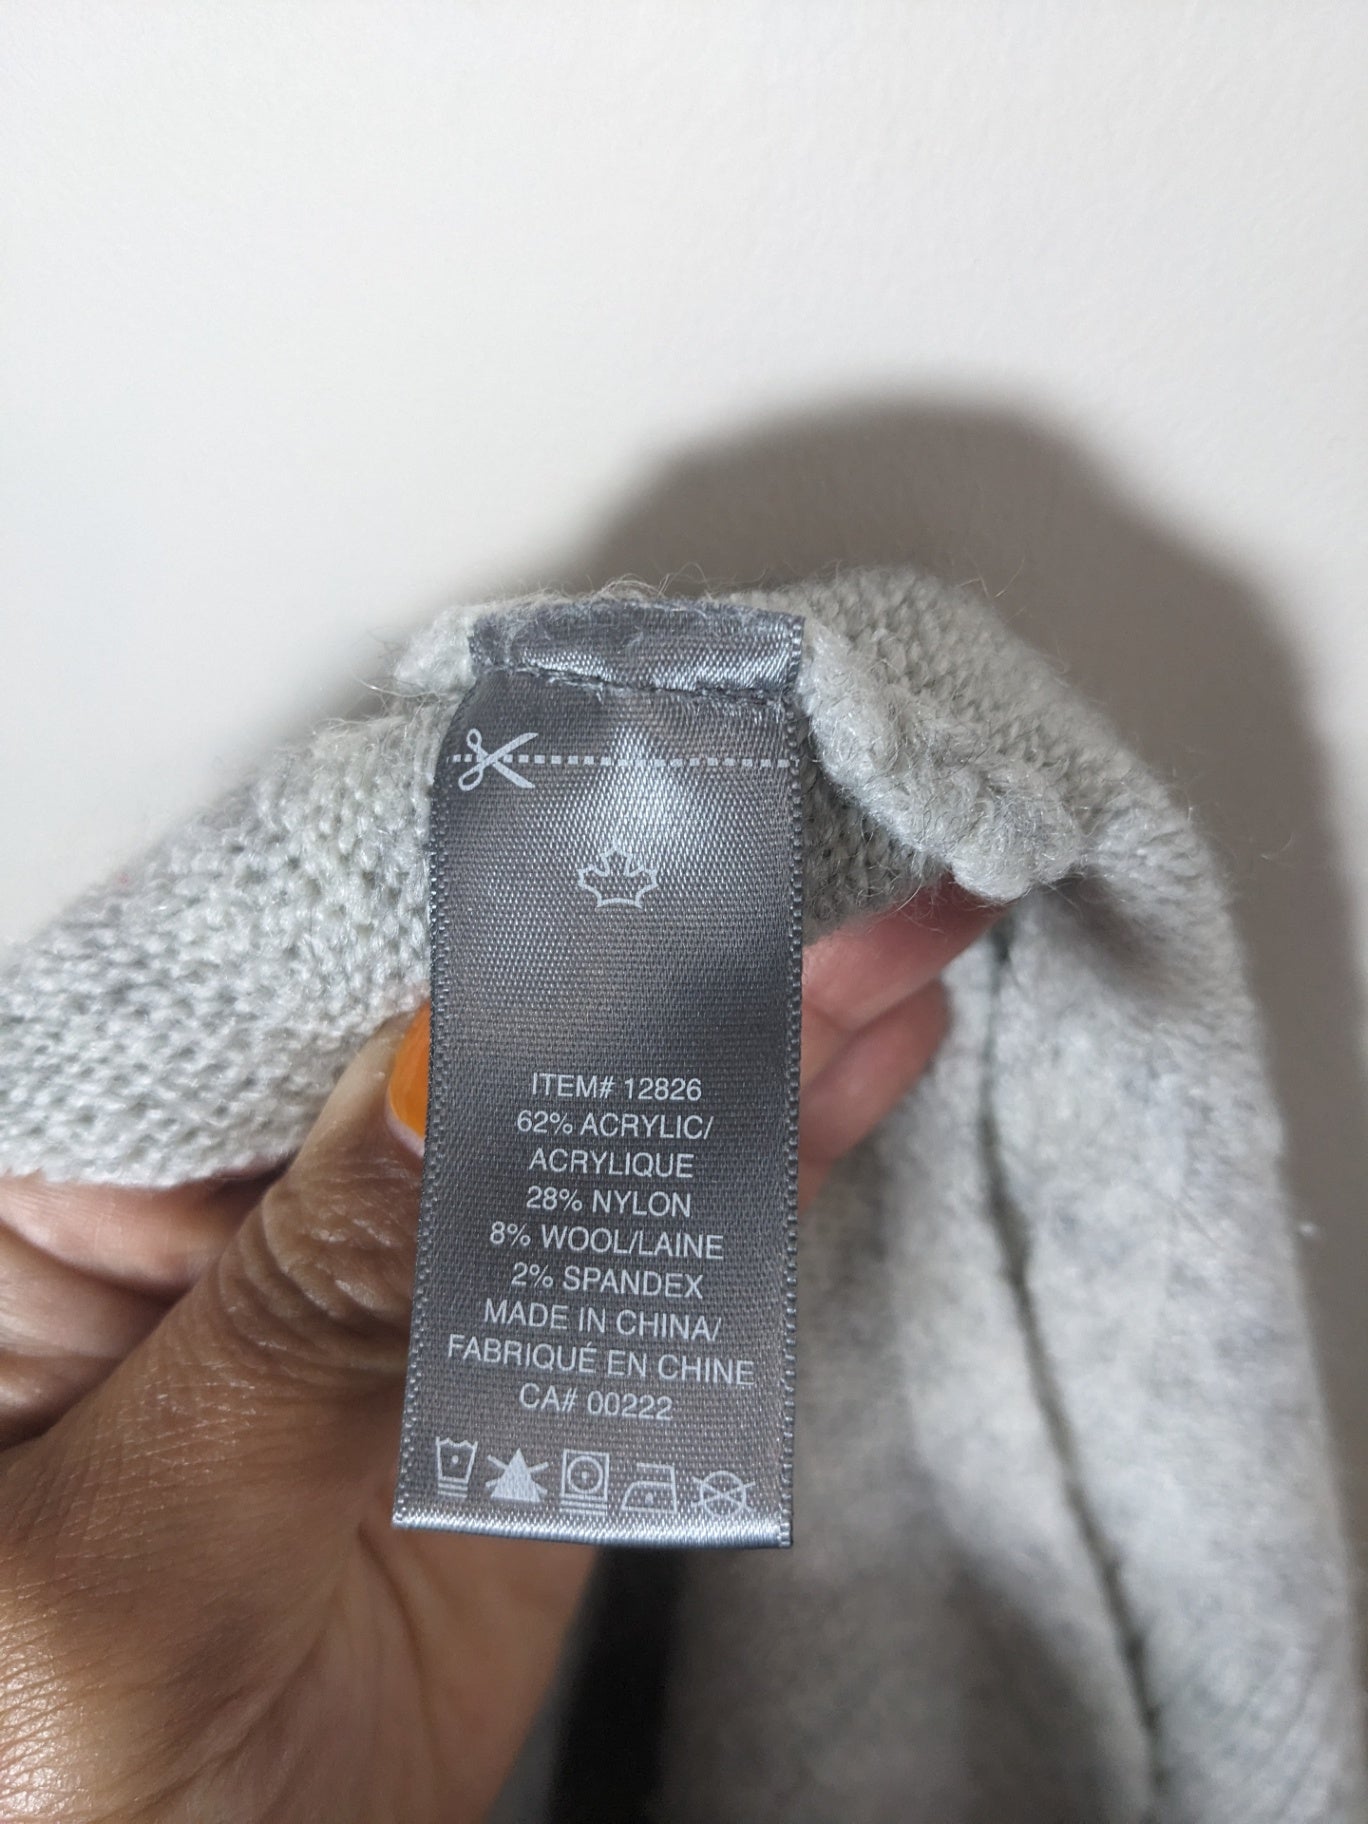 ITEM# 12826
62% ACRYLIC/
ACRYLIQUE
28% NYLON
8% WOOL/LAINE
2% SPANDEX
MADE IN CHINA/
FABRIQUÉ EN CHINE
CA# 00222